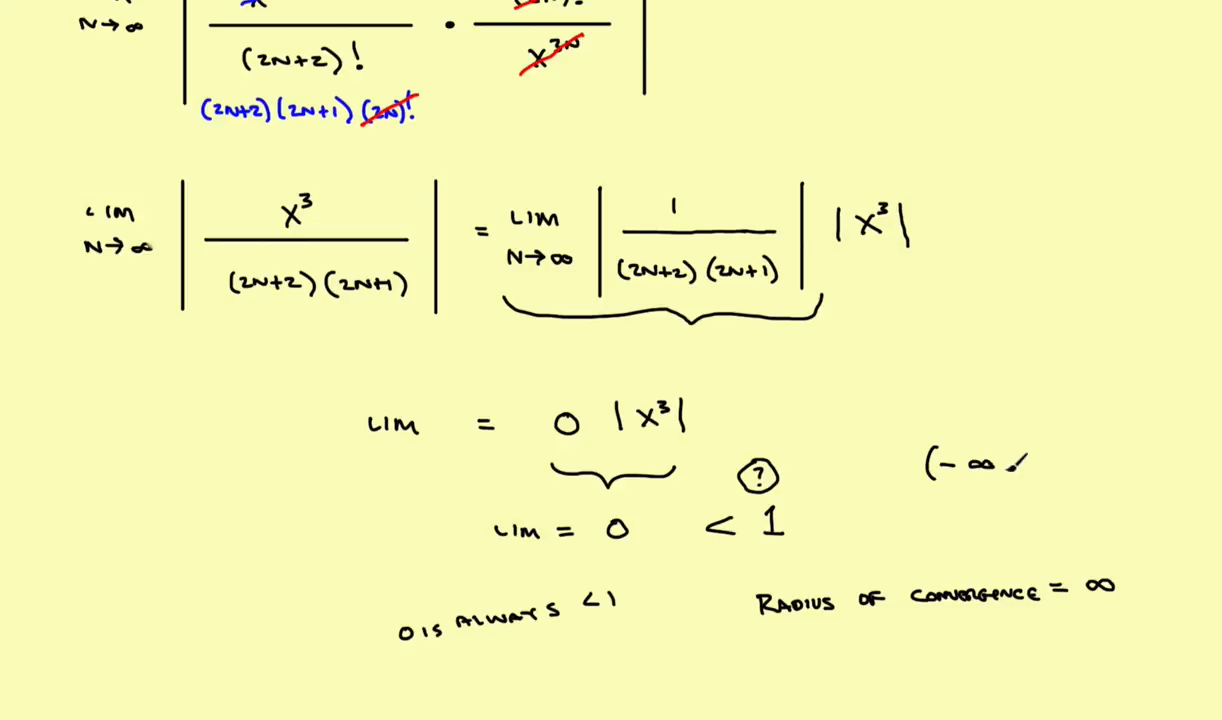 N→∞ (2N+2)! · x^3N
(2N+2)(2N+1)(2N)!
LIM N→∞ | x^3 / (2N+2)(2N+1) | = LIM N→∞ | 1 / (2N+2)(2N+1) | |x^3|
LIM = 0 |x^3|
?
(-∞,
LIM = 0 < 1
0 IS ALWAYS <1
RADIUS OF CONVERGENCE = ∞